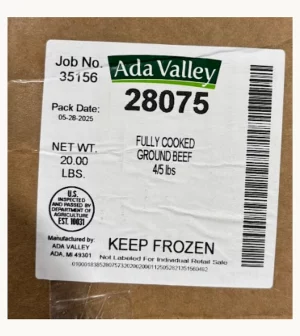 Job No.
35156
Ada Valley
28075
Pack Date:
05-28-2025
FULLY COOKED
GROUND BEEF
4/5 lbs
NET WT.
20.00
LBS.
U.S.
INSPECTED
AND PASSED BY
DEPARTMENT OF
AGRICULTURE
EST. 10031
Manufactured by:
ADA VALLEY
ADA, MI 49301
KEEP FROZEN
Not Labeled For Individual Retail Sale